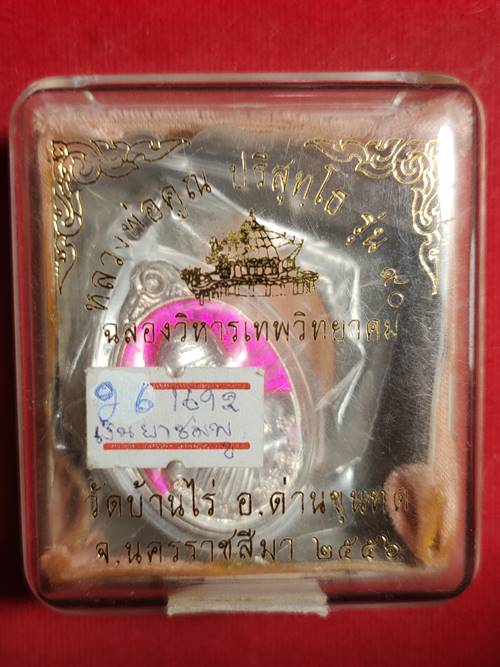 หลวงพ่อคูณ ปริสุทฺโธ รุ่น ๙๐
ฉลองวิหารเทพวิทยาคม
961692
เงินยาชมพู
วัดบ้านไร่ อ.ด่านขุนทด
จ.นครราชสีมา ๒๕๕๖